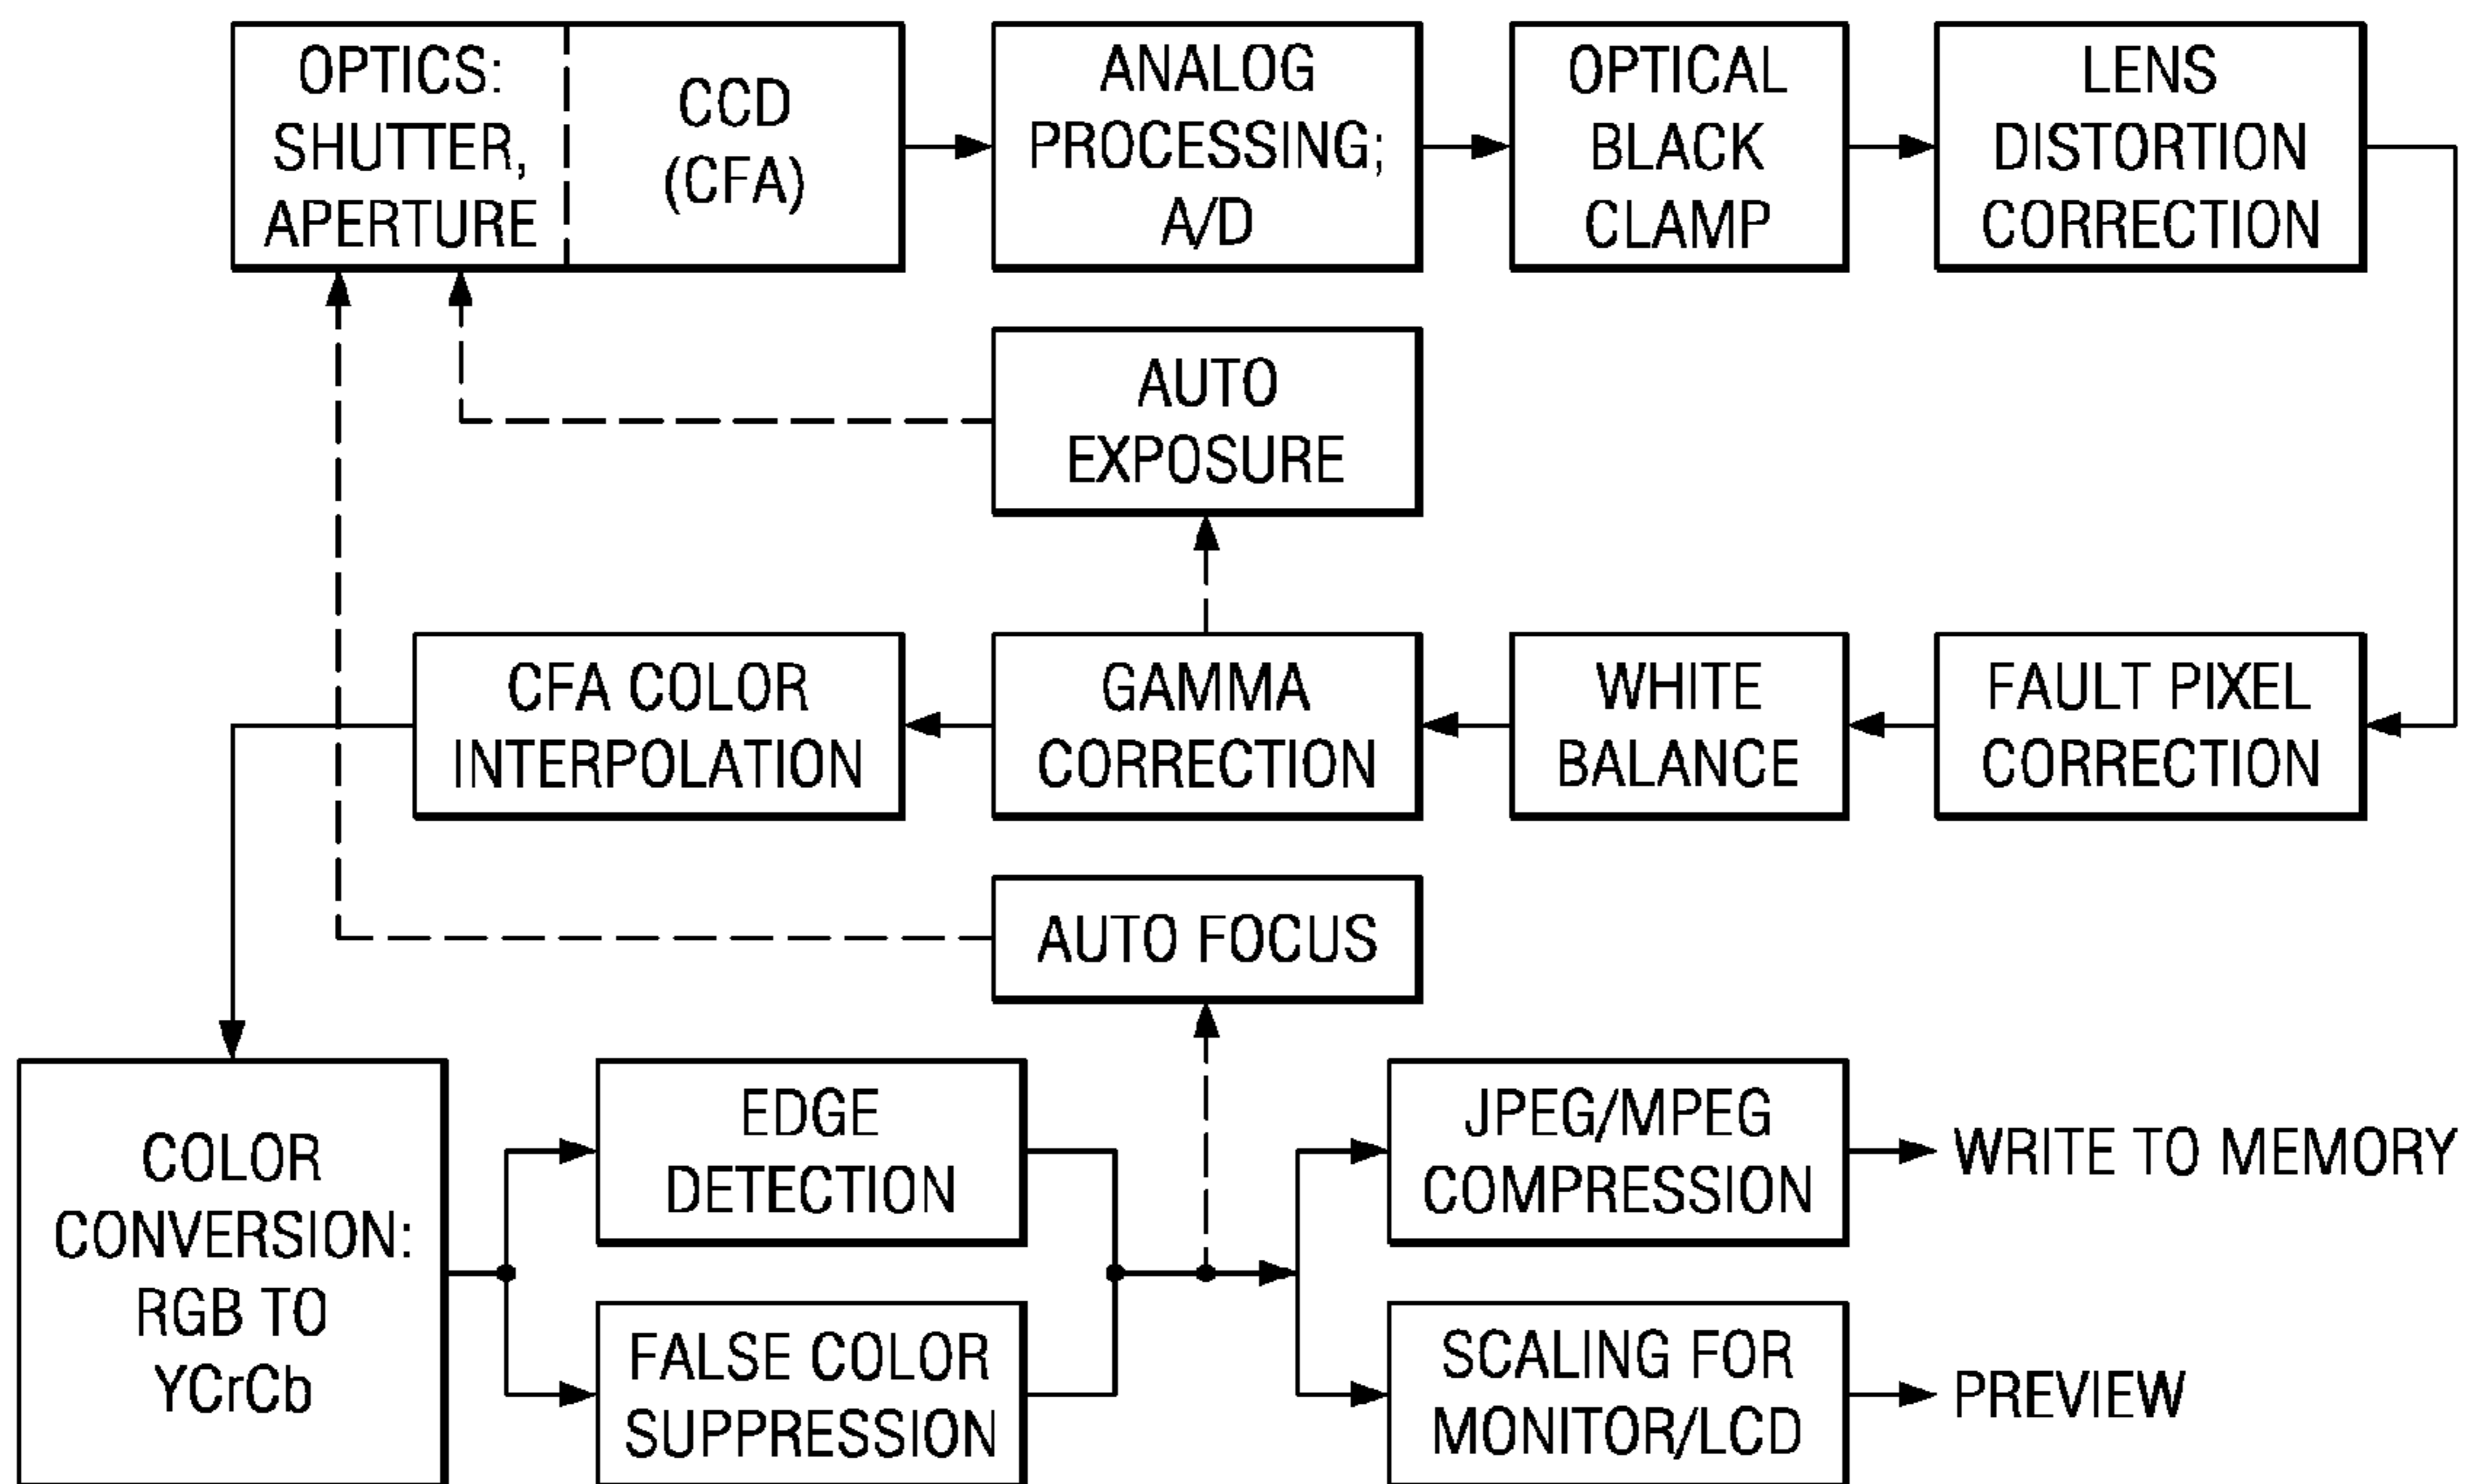 OPTICS:
SHUTTER,
APERTURE
CCD
(CFA)
ANALOG
PROCESSING;
A/D
OPTICAL
BLACK
CLAMP
LENS
DISTORTION
CORRECTION
AUTO
EXPOSURE
CFA COLOR
INTERPOLATION
GAMMA
CORRECTION
WHITE
BALANCE
FAULT PIXEL
CORRECTION
AUTO FOCUS
COLOR
CONVERSION:
RGB TO
YCrCb
EDGE
DETECTION
FALSE COLOR
SUPPRESSION
JPEG/MPEG
COMPRESSION
WRITE TO MEMORY
SCALING FOR
MONITOR/LCD
PREVIEW